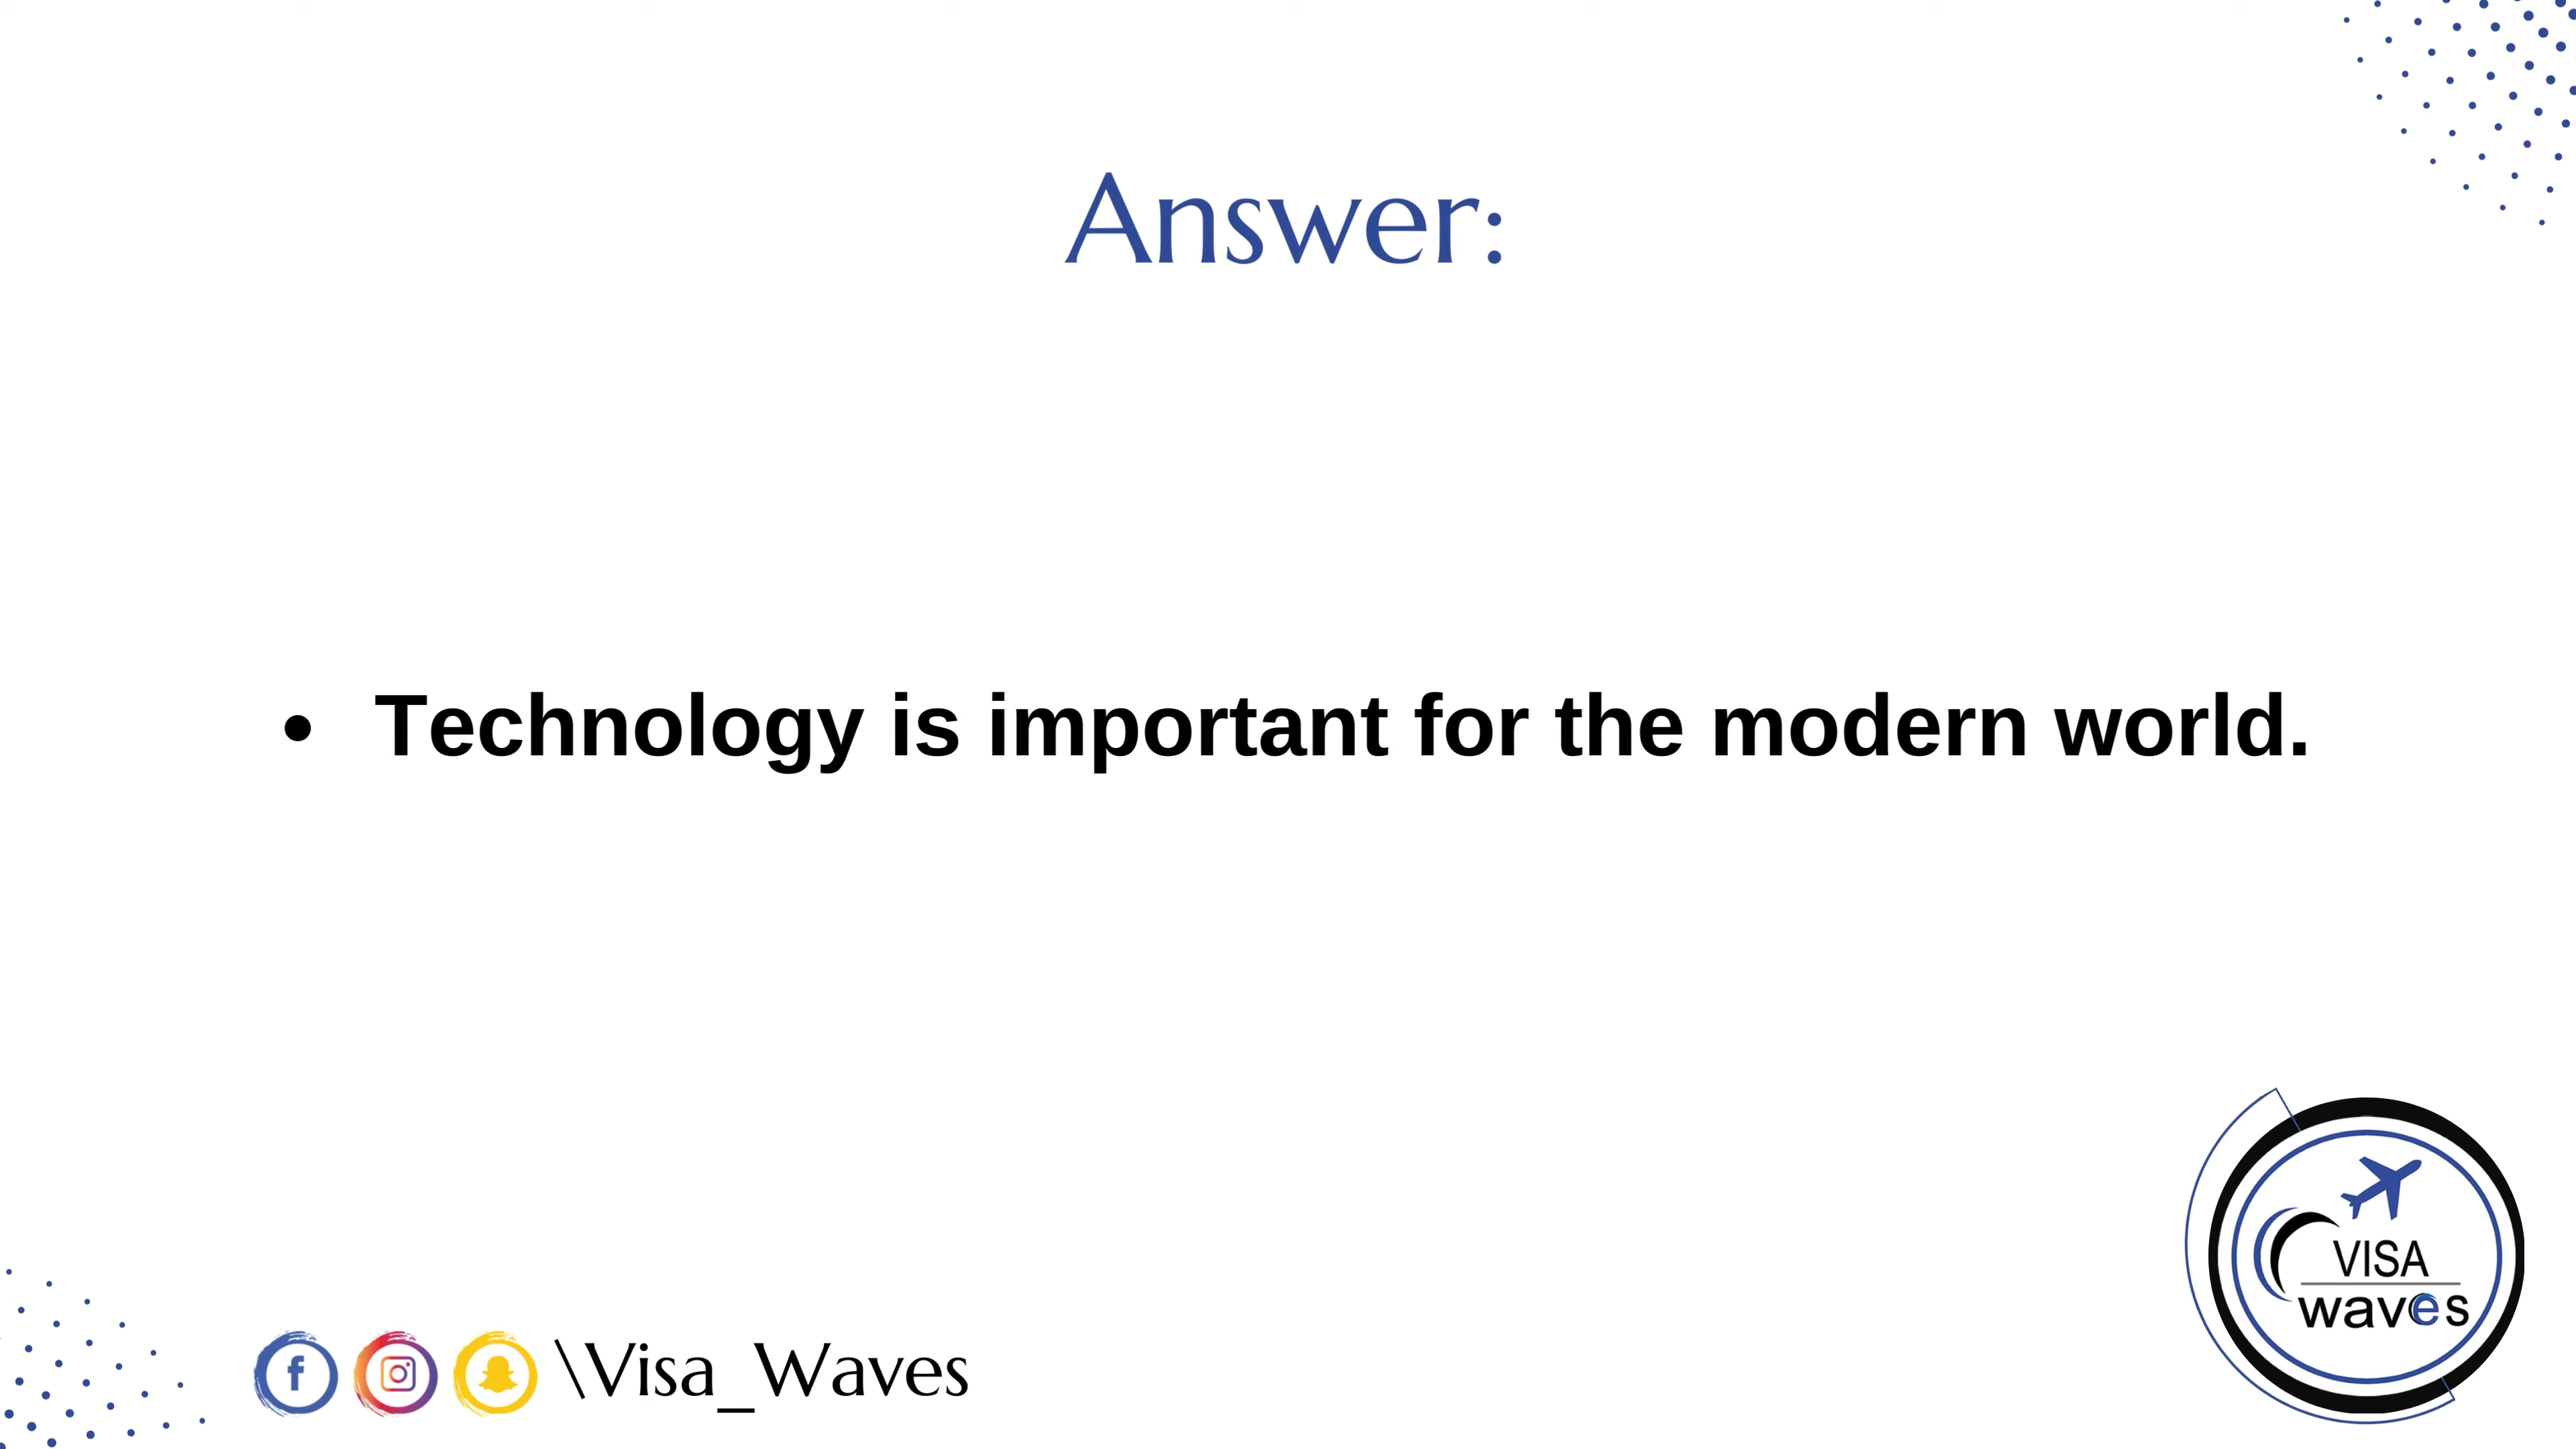 Answer:
• Technology is important for the modern world.
VISA
waves
\Visa_Waves